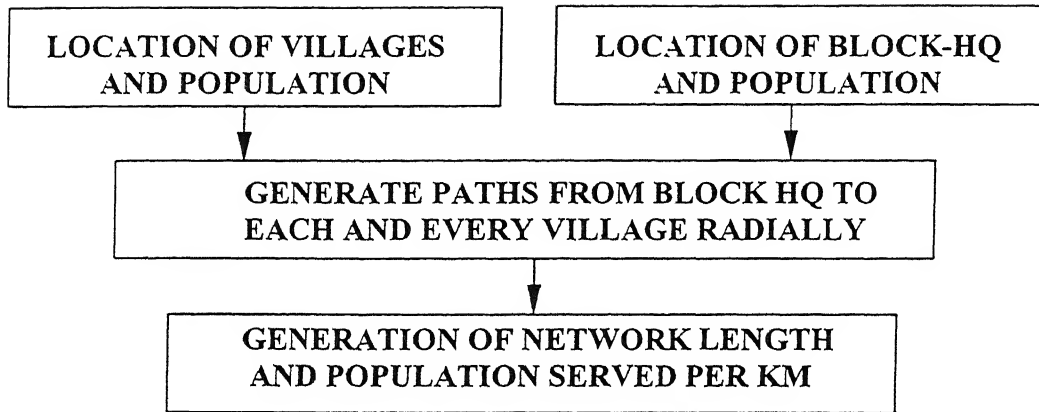 LOCATION OF VILLAGES
AND POPULATION
LOCATION OF BLOCK-HQ
AND POPULATION
GENERATE PATHS FROM BLOCK HQ TO
EACH AND EVERY VILLAGE RADIALLY
GENERATION OF NETWORK LENGTH
AND POPULATION SERVED PER KM